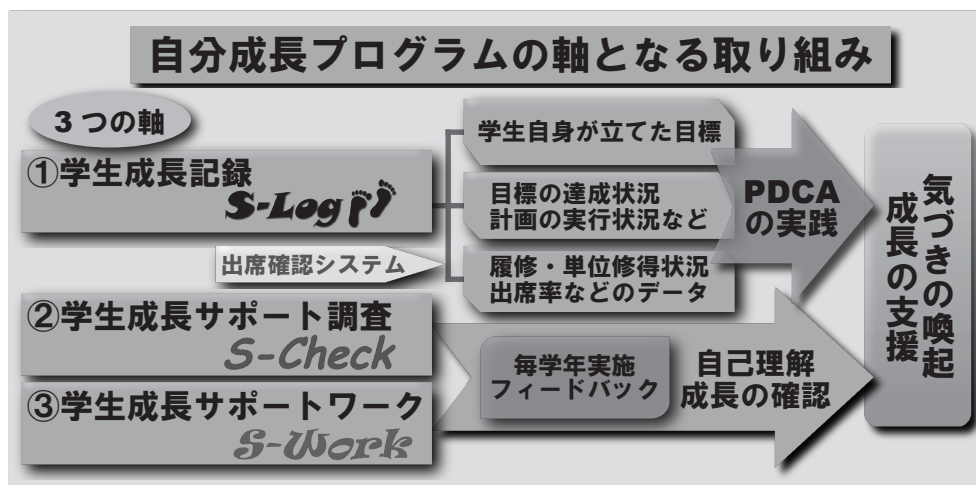 自分成長プログラムの軸となる取り組み
3つの軸
①学生成長記録
S-Log
出席確認システム
学生自身が立てた目標
目標の達成状況
計画の実行状況など
履修・単位修得状況
出席率などのデータ
PDCA
の実践
②学生成長サポート調査
S-Check
③学生成長サポートワーク
S-Work
毎学年実施
フィードバック
自己理解
成長の確認
気づきの喚起
成長の支援